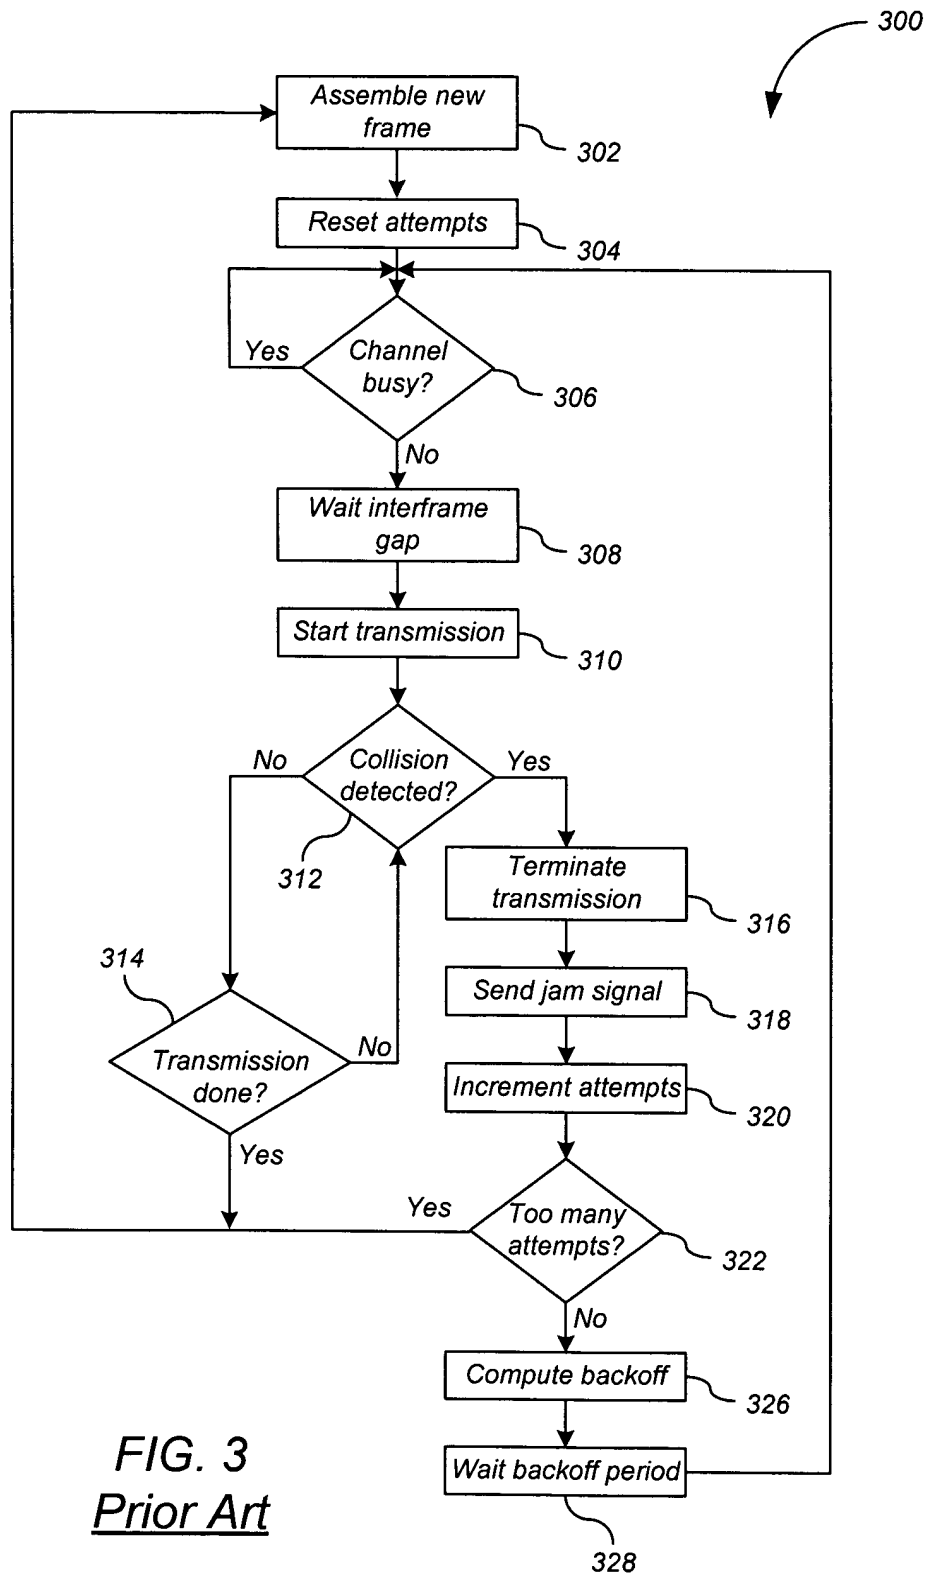 300
Assemble new
frame
302
Reset attempts
304
Yes
Channel
busy?
306
No
Wait interframe
gap
308
Start transmission
310
No
Collision
detected?
Yes
312
Terminate
transmission
316
314
Send jam signal
318
Transmission
done?
No
Increment attempts
320
Yes
Yes
Too many
attempts?
322
No
Compute backoff
326
Wait backoff period
328
FIG. 3
Prior Art